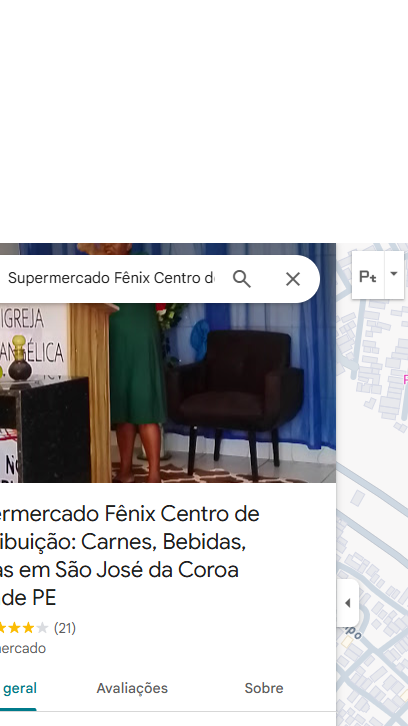 Supermercado Fênix Centro d
Pt
IGREJA
ANGÉLICA
ermercado Fênix Centro de
ibuição: Carnes, Bebidas,
as em São José da Coroa
de PE
(21)
ercado
geral
Avaliações
Sobre